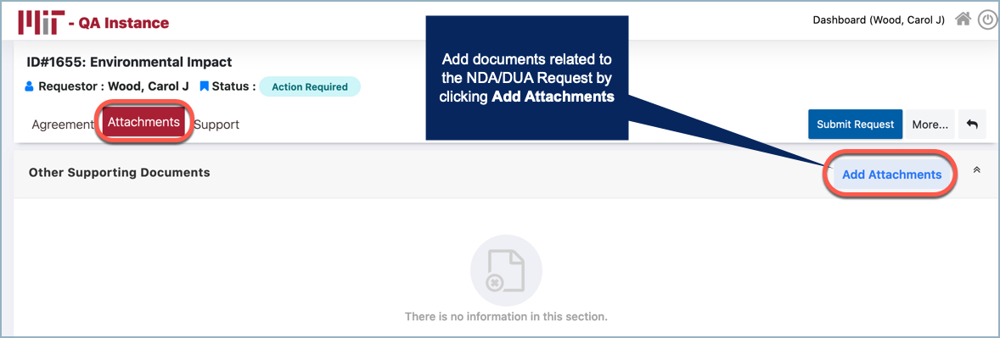 MIT - QA Instance
Dashboard (Wood, Carol J)
ID#1655: Environmental Impact
Requestor : Wood, Carol J Status : Action Required
Add documents related to
the NDA/DUA Request by
clicking Add Attachments
Agreement Attachments Support
Submit Request More...
Other Supporting Documents
Add Attachments
There is no information in this section.